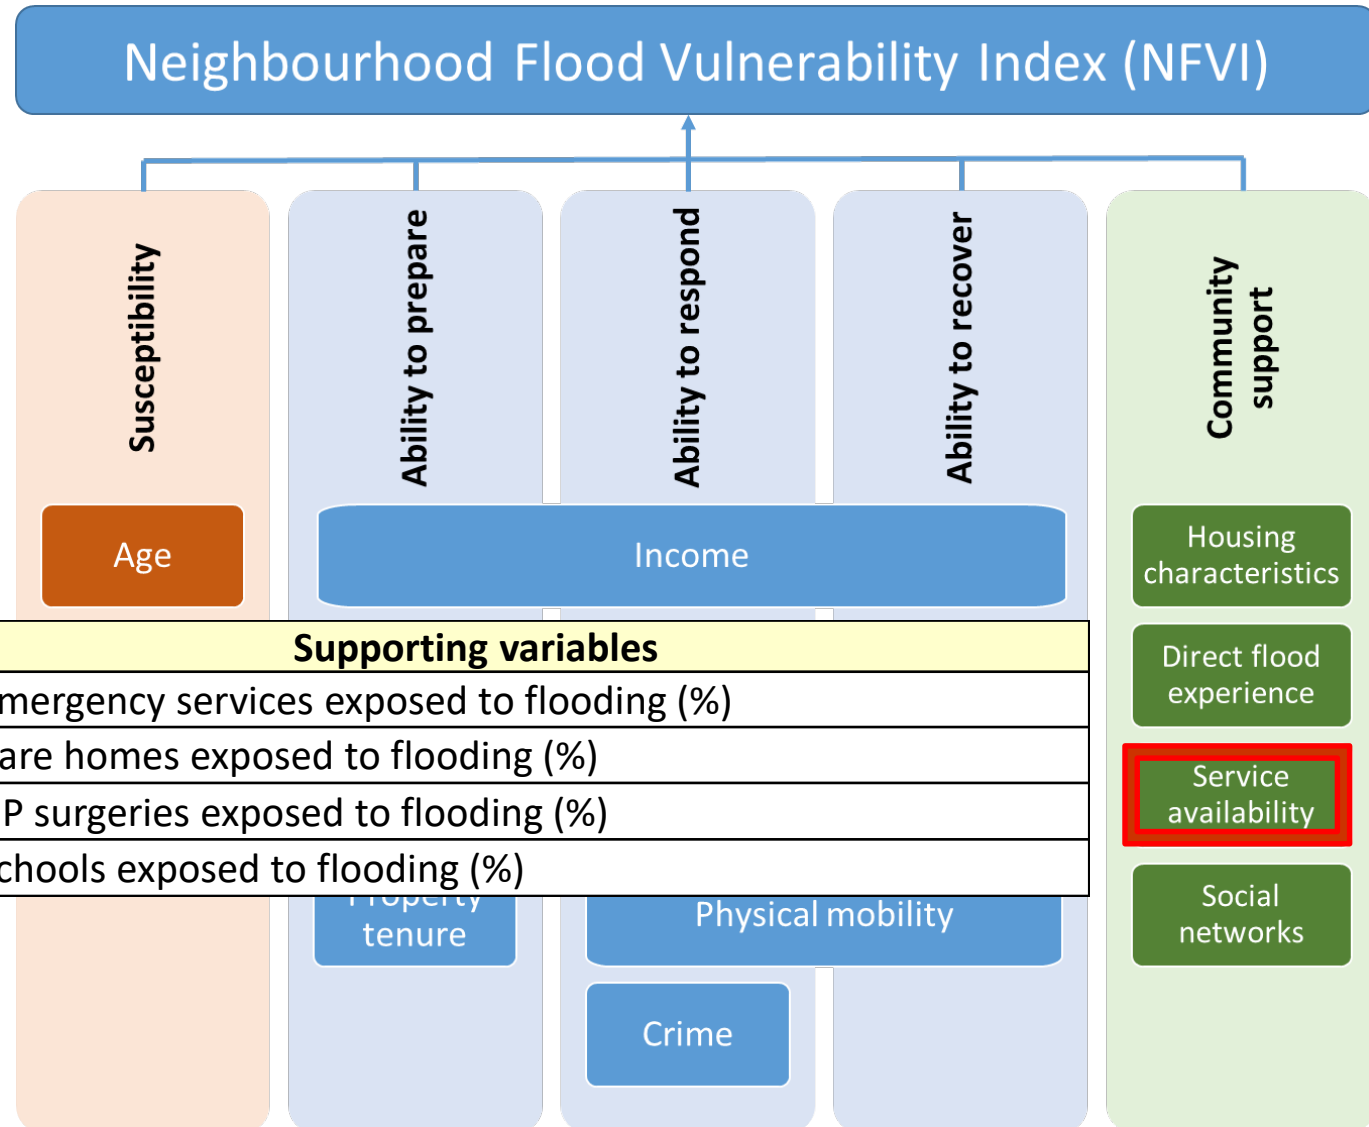 Neighbourhood Flood Vulnerability Index (NFVI)
Susceptibility
Ability to prepare
Ability to respond
Ability to recover
Community
support
Age
Income
Housing
characteristics
Supporting variables
mergency services exposed to flooding (%)
are homes exposed to flooding (%)
P surgeries exposed to flooding (%)
chools exposed to flooding (%)
Direct flood
experience
Service
availability
Property
tenure
Physical mobility
Social
networks
Crime